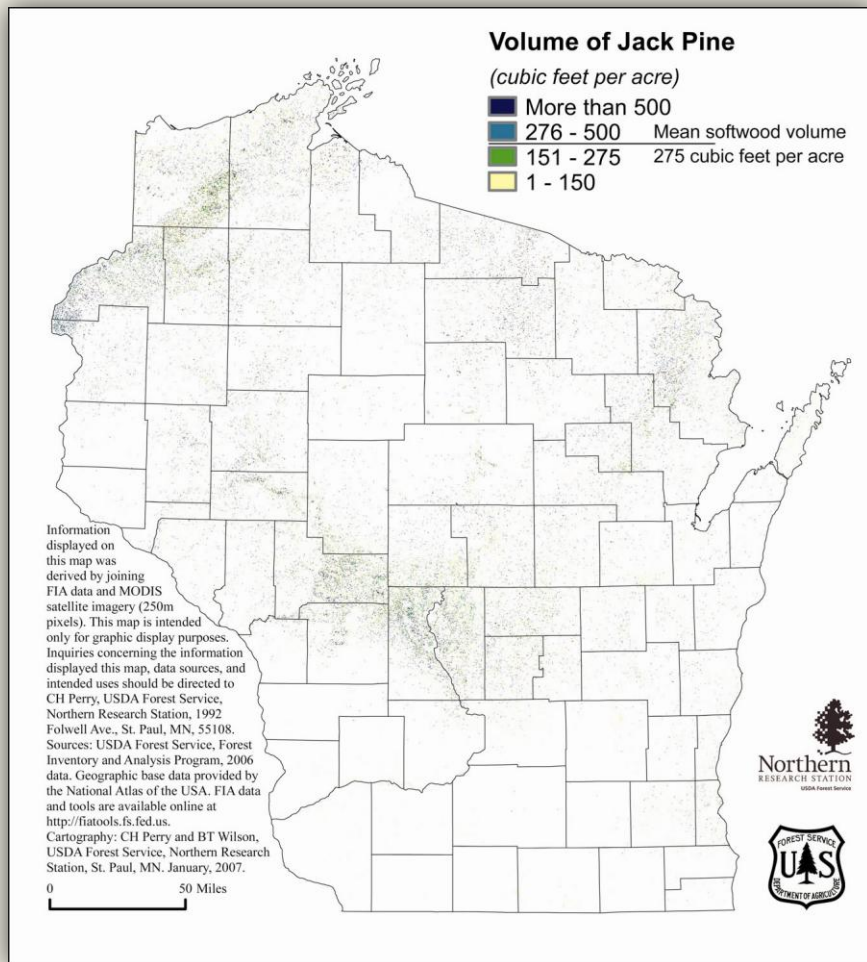 Volume of Jack Pine
(cubic feet per acre)
More than 500
276 - 500 Mean softwood volume
151 - 275 275 cubic feet per acre
1 - 150
Information
displayed on
this map was
derived by joining
FIA data and MODIS
satellite imagery (250m
pixels). This map is intended
only for graphic display purposes.
Inquiries concerning the information
displayed this map, data sources, and
intended uses should be directed to
CH Perry, USDA Forest Service,
Northern Research Station, 1992
Folwell Ave., St. Paul, MN, 55108.
Sources: USDA Forest Service, Forest
Inventory and Analysis Program, 2006
data. Geographic base data provided by
the National Atlas of the USA. FIA data
and tools are available online at
http://fiatools.fs.fed.us.
Cartography: CH Perry and BT Wilson,
USDA Forest Service, Northern Research
Station, St. Paul, MN. January, 2007.
0 50 Miles
Northern
RESEARCH STATION
USDA Forest Service
FOREST SERVICE
U S
DEPARTMENT OF AGRICULTURE